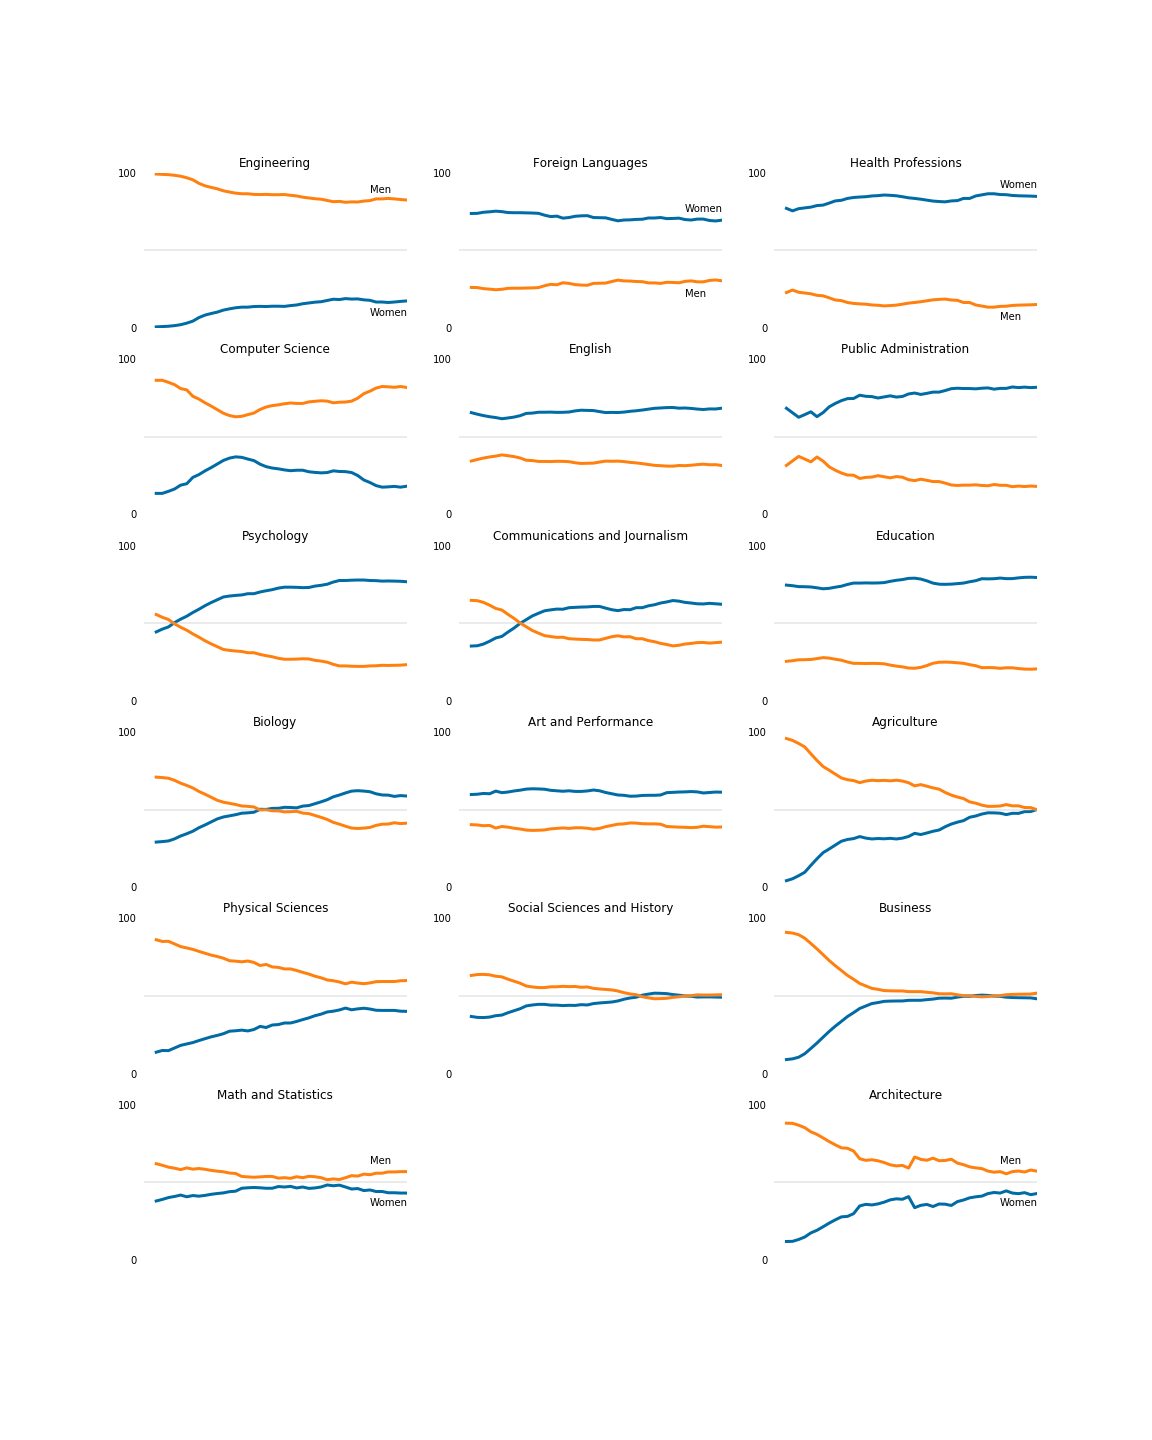 Engineering
100
Men
Women
0
Foreign Languages
100
Women
Men
0
Health Professions
100
Women
Men
0
Computer Science
100
0
English
Public Administration
100
0
Psychology
100
0
Communications and Journalism
100
0
Education
100
0
Biology
100
0
Art and Performance
0
Agriculture
100
0
Physical Sciences
100
0
Social Sciences and History
100
0
Business
100
0
Math and Statistics
100
Men
Women
0
Architecture
100
Men
Women
0